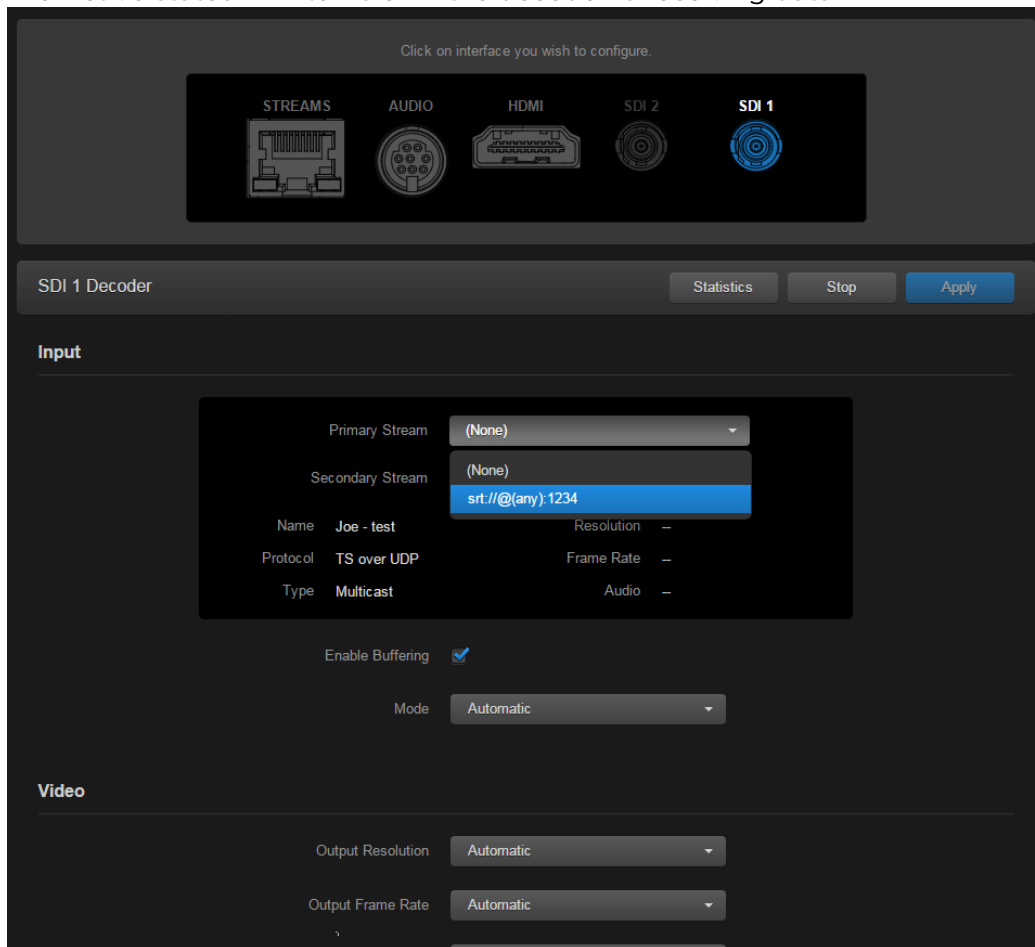 Click on interface you wish to configure.
STREAMS AUDIO HDMI SDI 2 SDI 1
SDI 1 Decoder Statistics Stop Apply
Input
Primary Stream (None)
(None)
Secondary Stream
srt://@(any):1234
Name Joe - test Resolution --
Protocol TS over UDP Frame Rate --
Type Multicast Audio --
Enable Buffering
Mode Automatic
Video
Output Resolution Automatic
Output Frame Rate Automatic